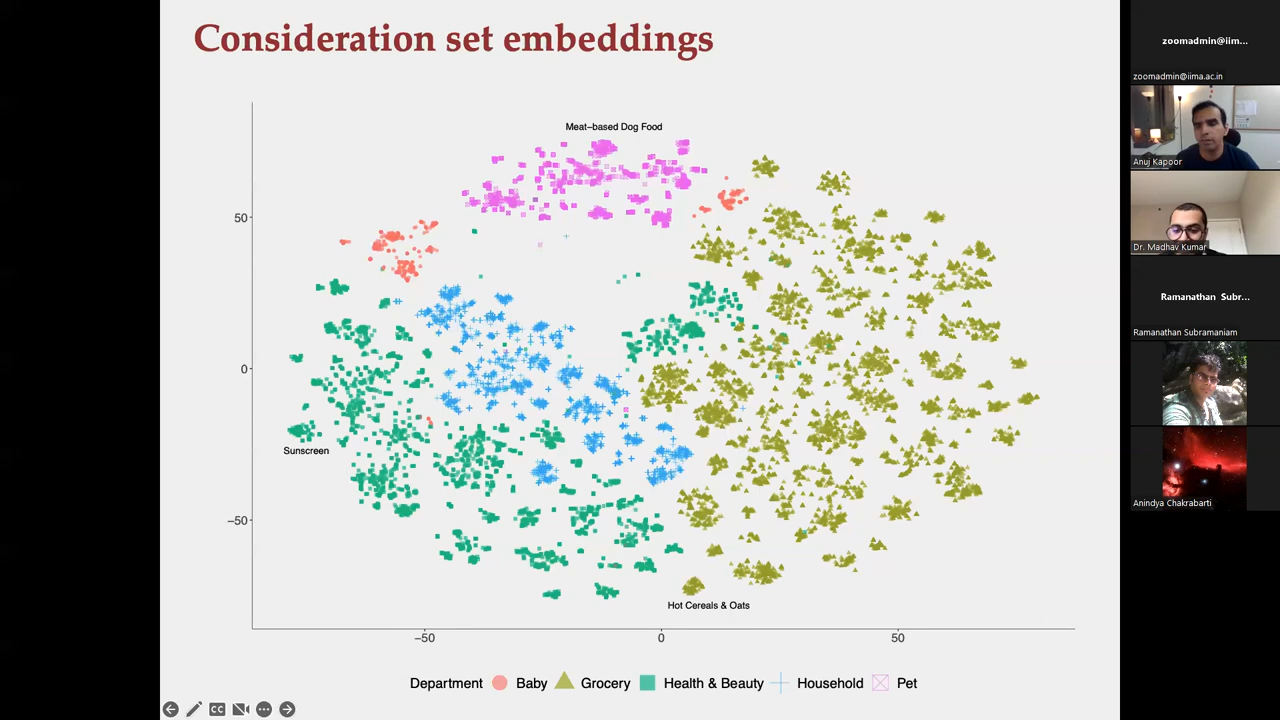 Consideration set embeddings
Meat-based Dog Food
50
0
Sunscreen
−50
Hot Cereals & Oats
−50
0
50
Department Baby Grocery Health & Beauty Household Pet
CC
zoomadmin@iim...
zoomadmin@iima.ac.in
Anuj Kapoor
Dr. Madhav Kumar
Ramanathan Subr...
Ramanathan Subramaniam
Anindya Chakrabarti